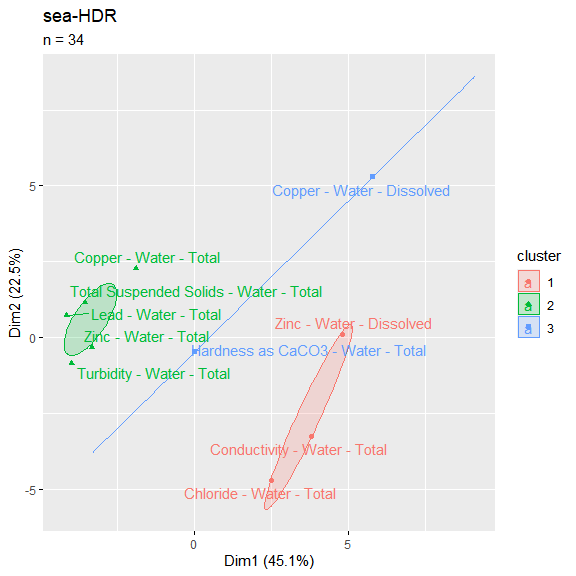 sea-HDR
n = 34
Dim2 (22.5%)
5
0
-5
Copper - Water - Dissolved
Copper - Water - Total
Total Suspended Solids - Water - Total
Lead - Water - Total
Zinc - Water - Dissolved
Zinc - Water - Total
Hardness as CaCO3 - Water - Total
Turbidity - Water - Total
Conductivity - Water - Total
Chloride - Water - Total
0
5
Dim1 (45.1%)
cluster
a 1
a 2
a 3